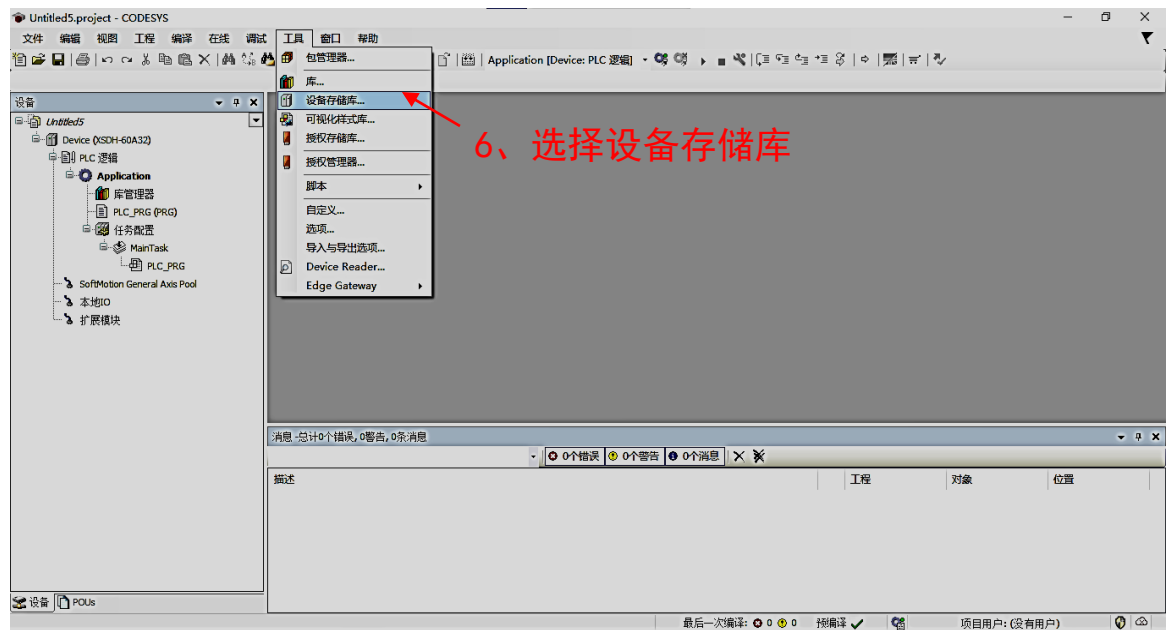 Untitled5.project - CODESYS
文件 编辑 视图 工程 编译 在线 调试 工具 窗口 帮助
Application [Device: PLC 逻辑]
包管理器...
库...
设备存储库...
可视化样式库...
授权存储库...
授权管理器...
脚本
自定义...
选项...
导入与导出选项...
Device Reader...
Edge Gateway
6、选择设备存储库
设备
Untitled5
Device (XSDH-60A32)
PLC 逻辑
Application
库管理器
PLC_PRG (PRG)
任务配置
MainTask
PLC_PRG
SoftMotion General Axis Pool
本地IO
扩展模块
消息 -总计0个错误, 0警告, 0条消息
0个错误 0个警告 0个消息
描述 工程 对象 位置
设备 POUs
最后一次编译: 0 0 预编译 项目用户: (没有用户)